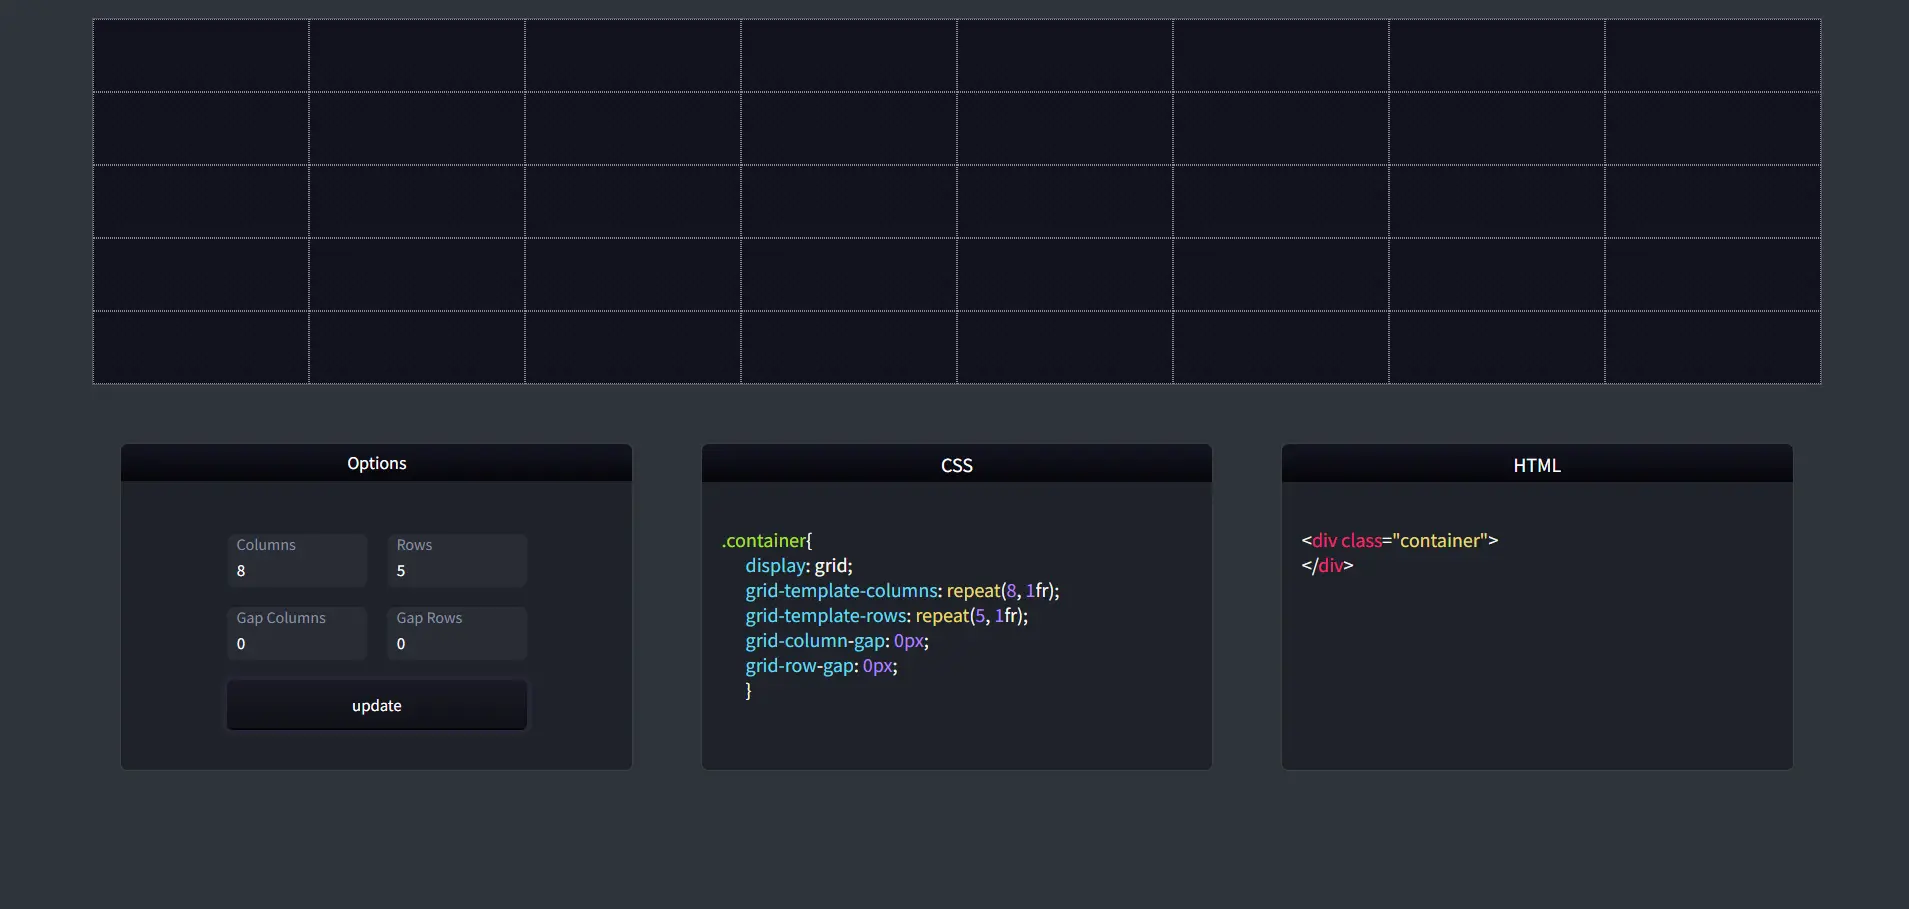 Options
Columns
8
Rows
5
Gap Columns
0
Gap Rows
0
update
CSS
.container{
display: grid;
grid-template-columns: repeat(8, 1fr);
grid-template-rows: repeat(5, 1fr);
grid-column-gap: 0px;
grid-row-gap: 0px;
}
HTML
<div class="container">
</div>